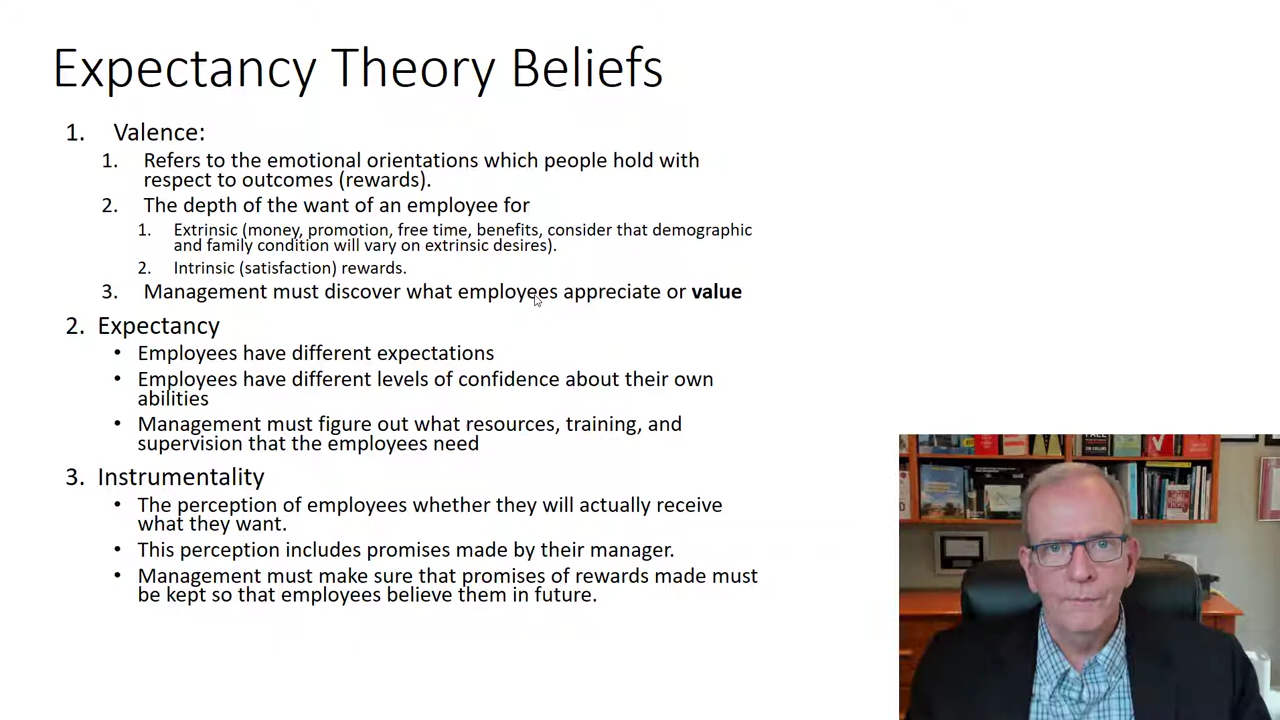 Expectancy Theory Beliefs
1. Valence:
1. Refers to the emotional orientations which people hold with
respect to outcomes (rewards).
2. The depth of the want of an employee for
1. Extrinsic (money, promotion, free time, benefits, consider that demographic
and family condition will vary on extrinsic desires).
2. Intrinsic (satisfaction) rewards.
3. Management must discover what employees appreciate or value
2. Expectancy
• Employees have different expectations
• Employees have different levels of confidence about their own
abilities
• Management must figure out what resources, training, and
supervision that the employees need
3. Instrumentality
• The perception of employees whether they will actually receive
what they want.
• This perception includes promises made by their manager.
• Management must make sure that promises of rewards made must
be kept so that employees believe them in future.